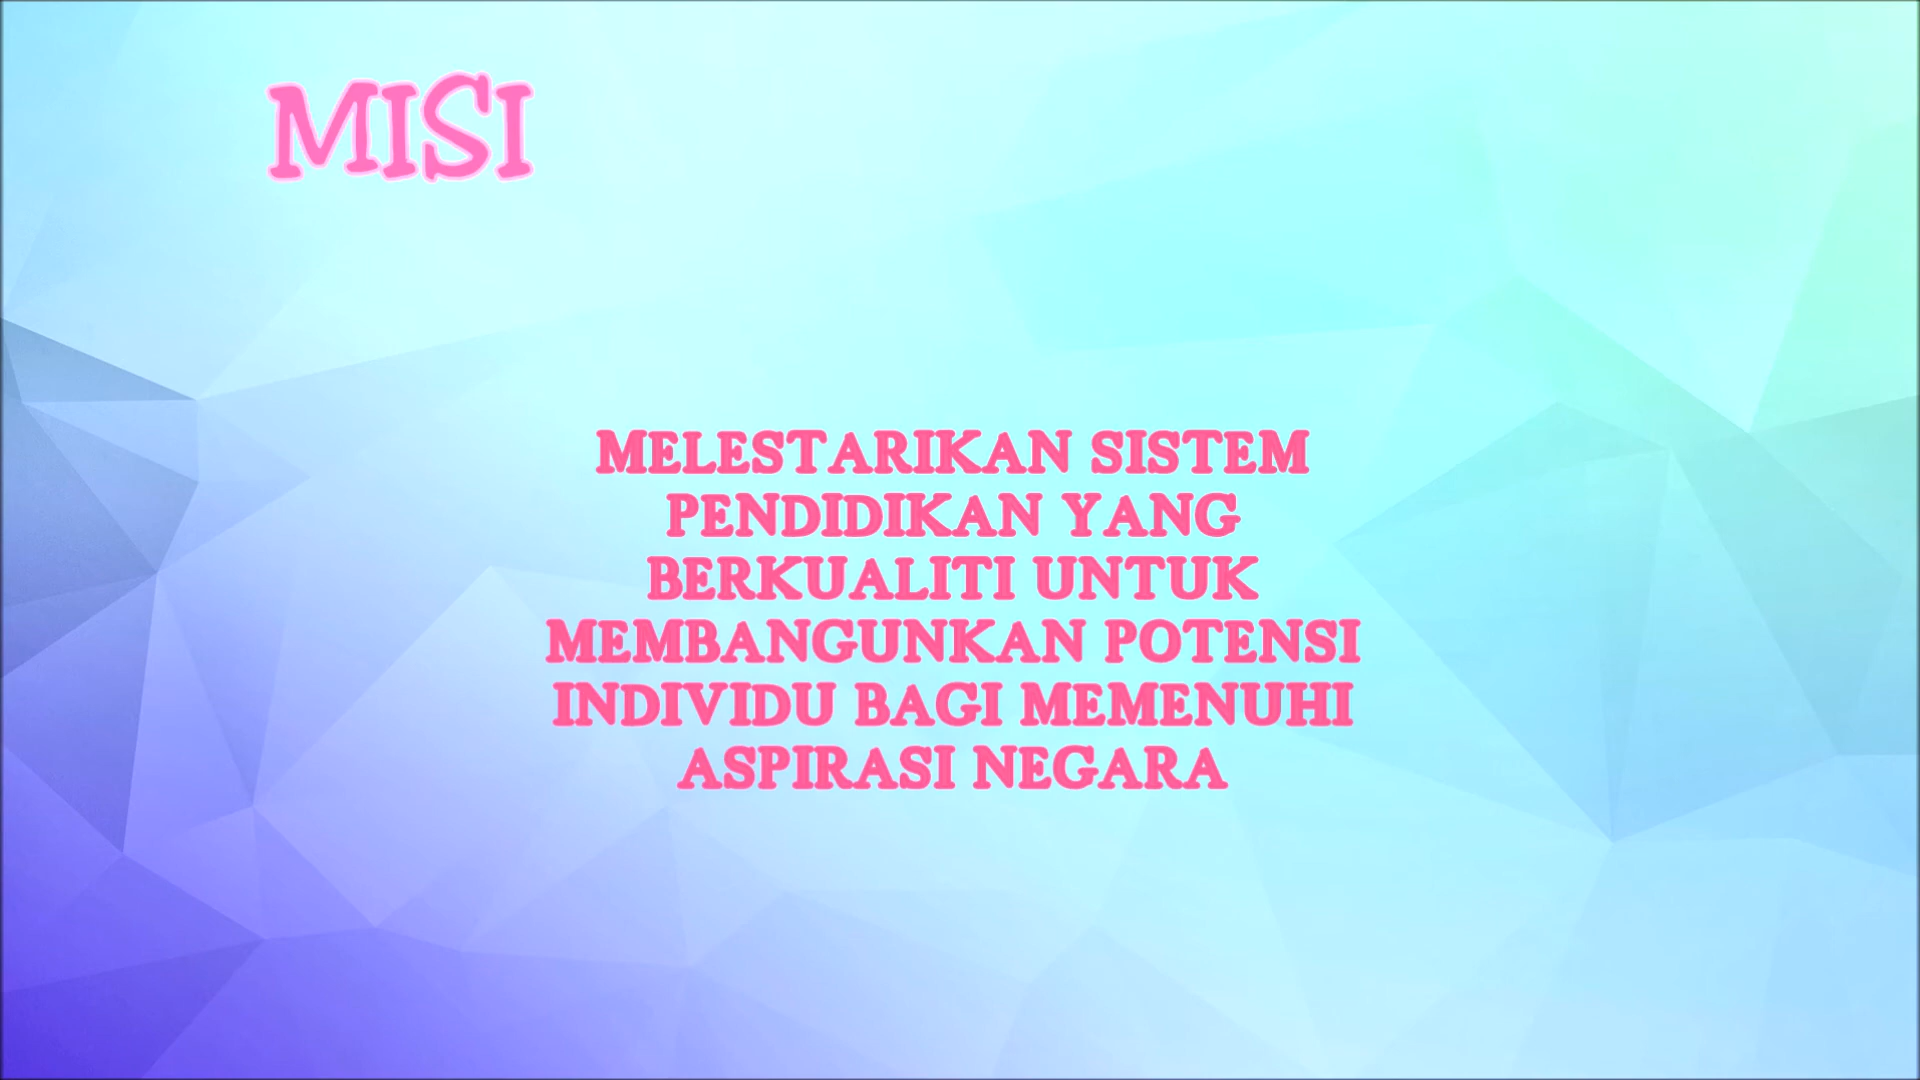 MISI
MELESTARIKAN SISTEM
PENDIDIKAN YANG
BERKUALITI UNTUK
MEMBANGUNKAN POTENSI
INDIVIDU BAGI MEMENUHI
ASPIRASI NEGARA